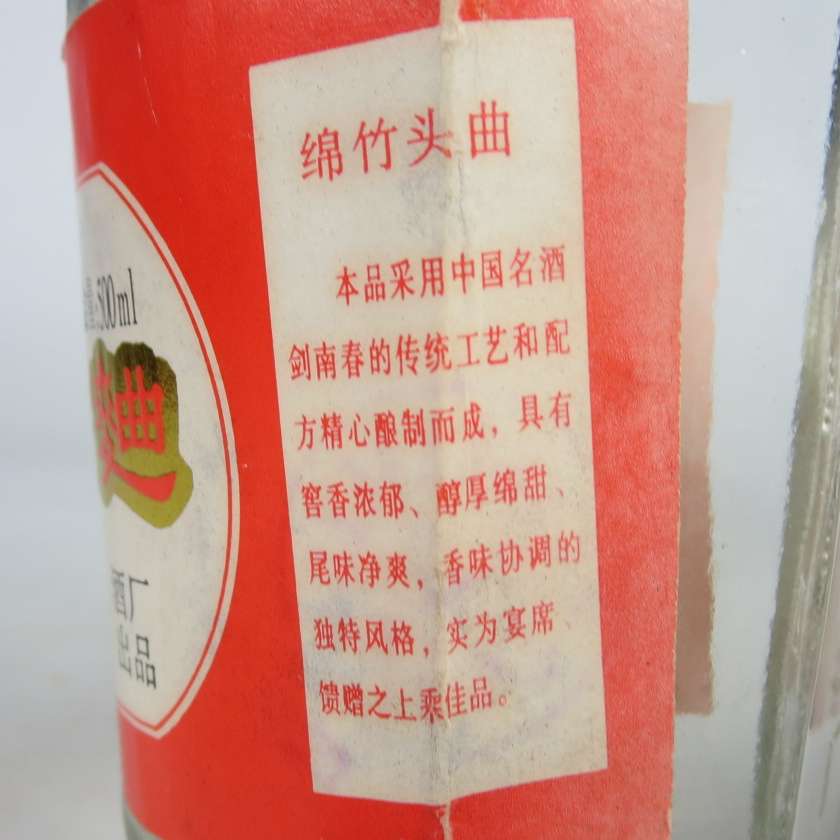 绵竹头曲
本品采用中国名酒
剑南春的传统工艺和配
方精心酿制而成，具有
窖香浓郁、醇厚绵甜、
尾味净爽，香味协调的
独特风格，实为宴席、
馈赠之上乘佳品。
500ml
曲
酒厂
出品